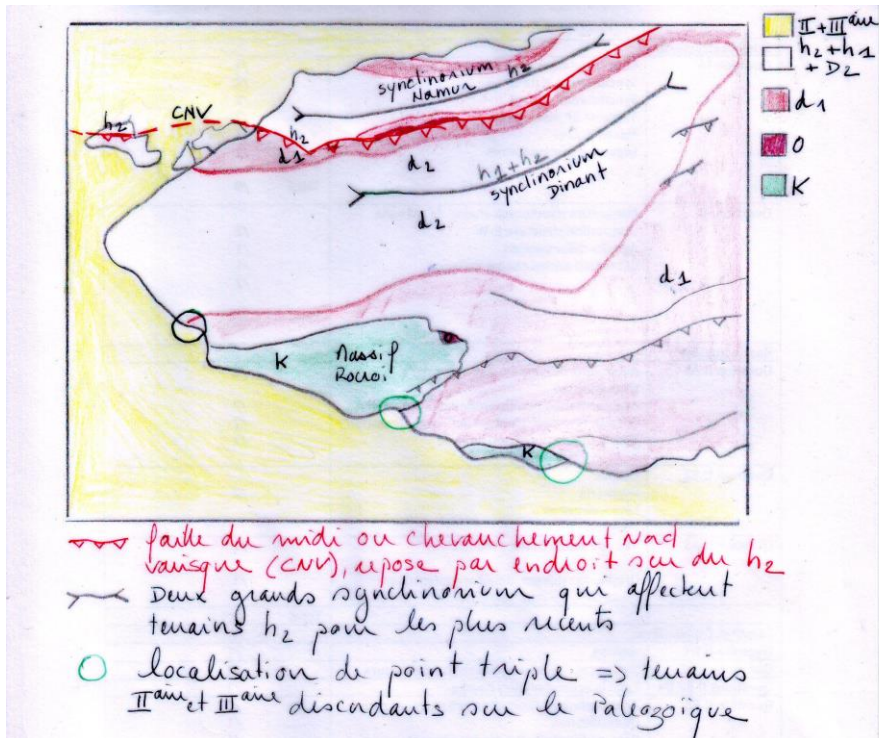 II + III aire
h2 + h1
+ D2
d1
O
K
synclinorium h2
Namur
h2
CNV
h2
d1
d2
h1+h2
synclinorium
Dinant
d2
d1
K
Massif
Rocroi
K
faille du midi ou chevauchement Nord
varisque (CNV), repose par endroit sur du h2
Deux grands synclinorium qui affectent
terrains h2 pour les plus récents
localisation de point triple => terrains
II aire et III aire discordants sur le Paléozoïque